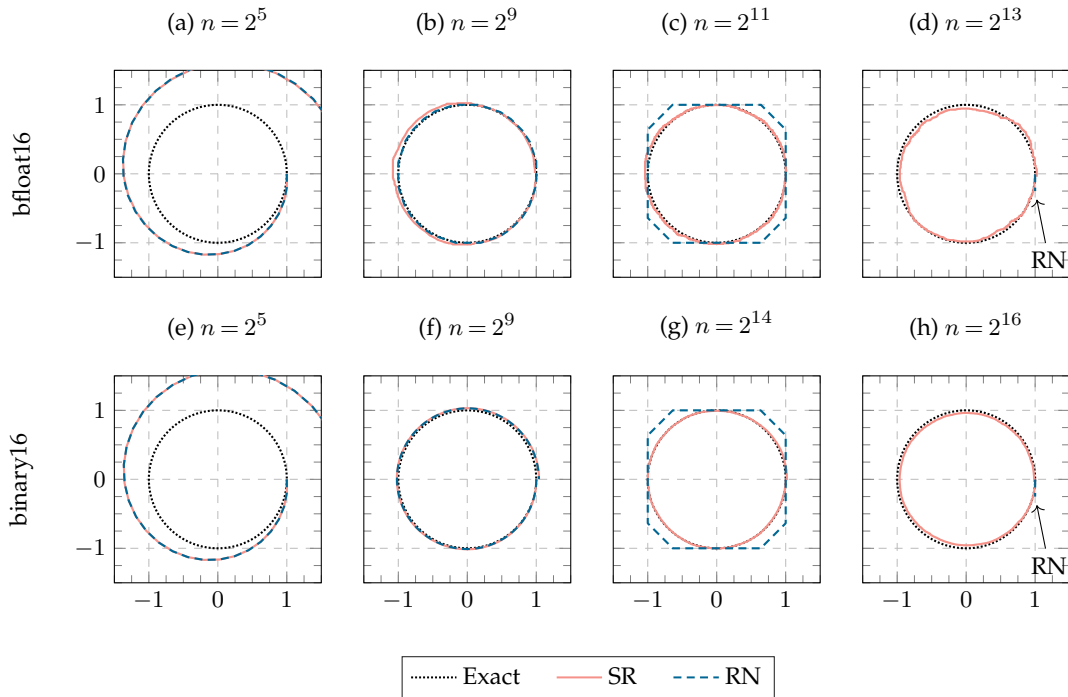 (a) n = 2^5 (b) n = 2^9 (c) n = 2^11 (d) n = 2^13
bfloat16
1
0
−1
RN
(e) n = 2^5 (f) n = 2^9 (g) n = 2^14 (h) n = 2^16
binary16
1
0
−1
RN
−1 0 1 −1 0 1 −1 0 1 −1 0 1
Exact SR RN